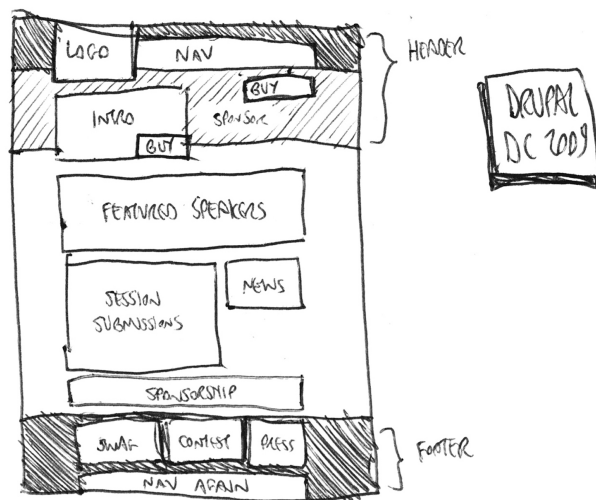 LOGO
NAV
HEADER
BUY
INTRO
SPONSOR
BUY
DRUPAL
DC 2009
FEATURED SPEAKERS
SESSION
SUBMISSIONS
NEWS
SPONSORSHIP
SWAG
CONTEST
PRESS
FOOTER
NAV AGAIN